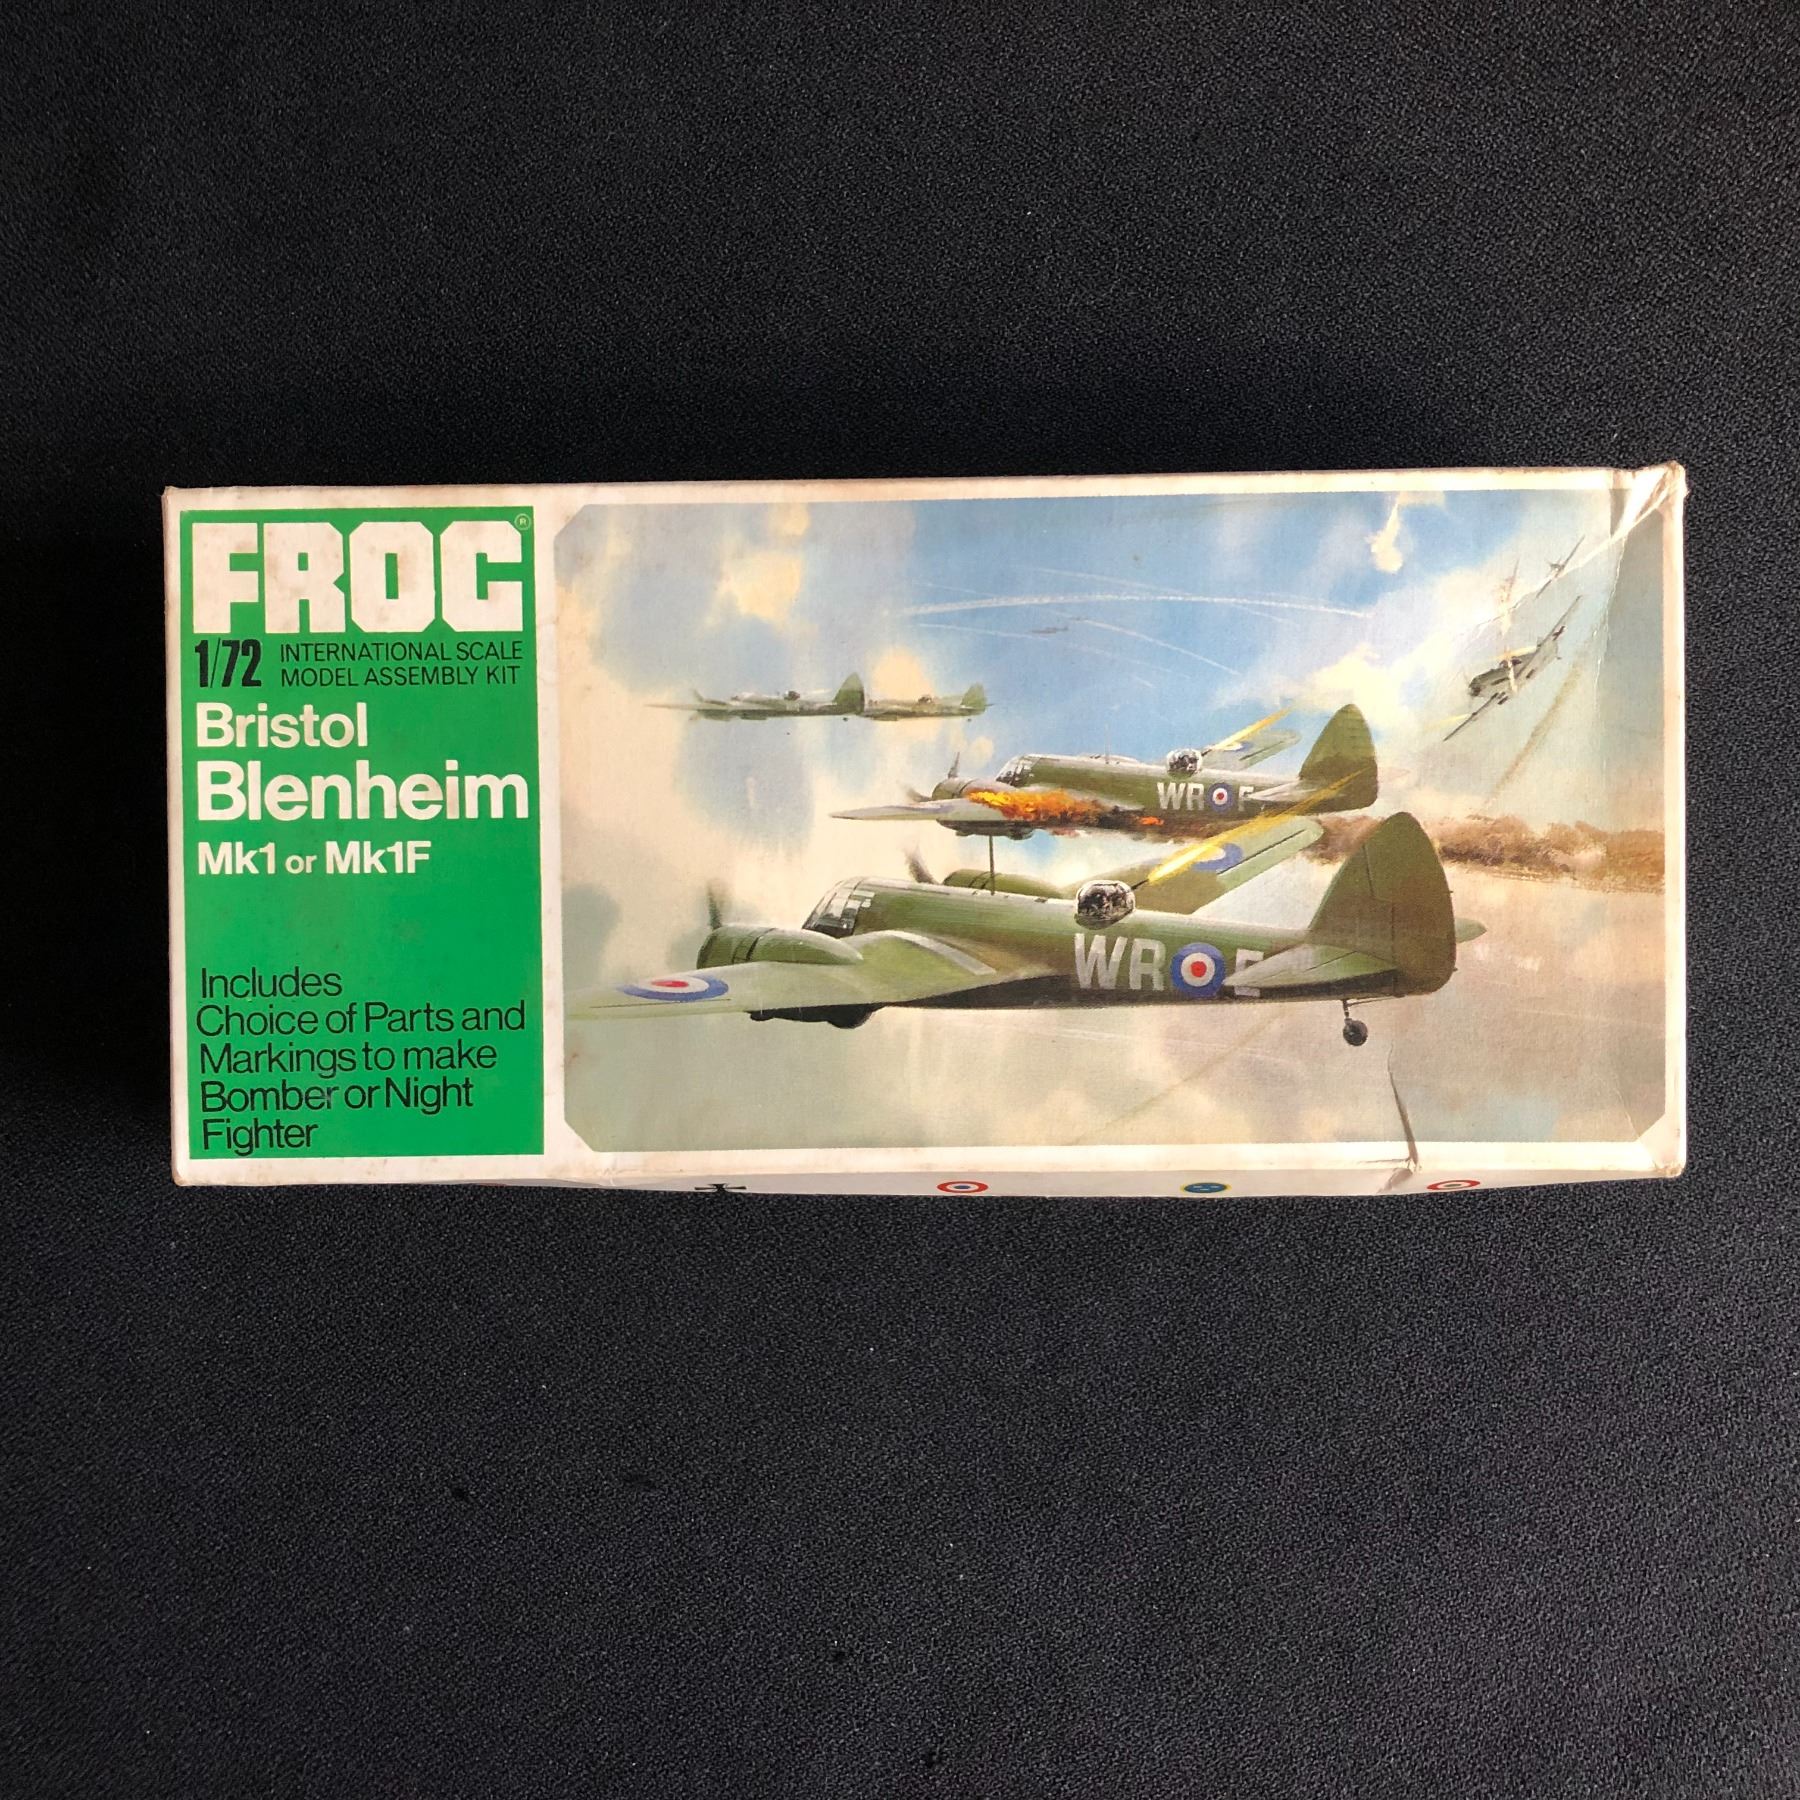 FROG®
1/72 INTERNATIONAL SCALE
MODEL ASSEMBLY KIT
Bristol
Blenheim
Mk1 or Mk1F
Includes
Choice of Parts and
Markings to make
Bomber or Night
Fighter
WR F
WR E